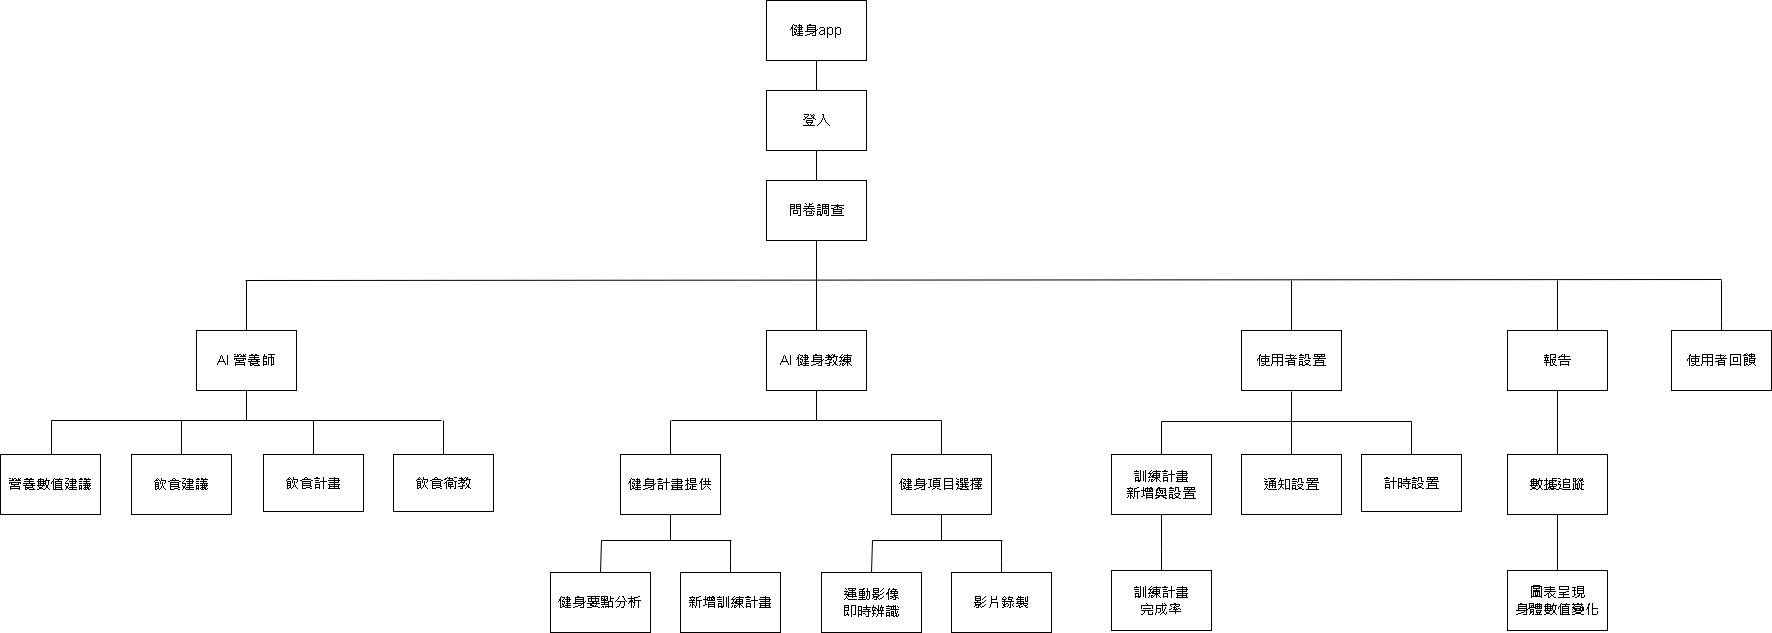 健身app
登入
問卷調查
AI 營養師
AI 健身教練
使用者設置
報告
使用者回饋
營養數值建議
飲食建議
飲食計畫
飲食衛教
健身計畫提供
健身項目選擇
訓練計畫
新增與設置
通知設置
計時設置
數據追蹤
健身要點分析
新增訓練計畫
運動影像
即時辨識
影片錄製
訓練計畫
完成率
圖表呈現
身體數值變化